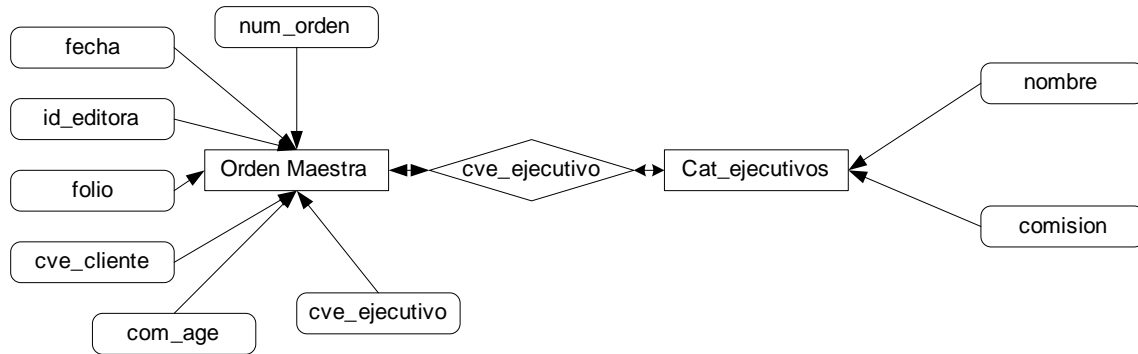 num_orden
fecha
nombre
id_editora
Orden Maestra
cve_ejecutivo
Cat_ejecutivos
folio
comision
cve_cliente
cve_ejecutivo
com_age